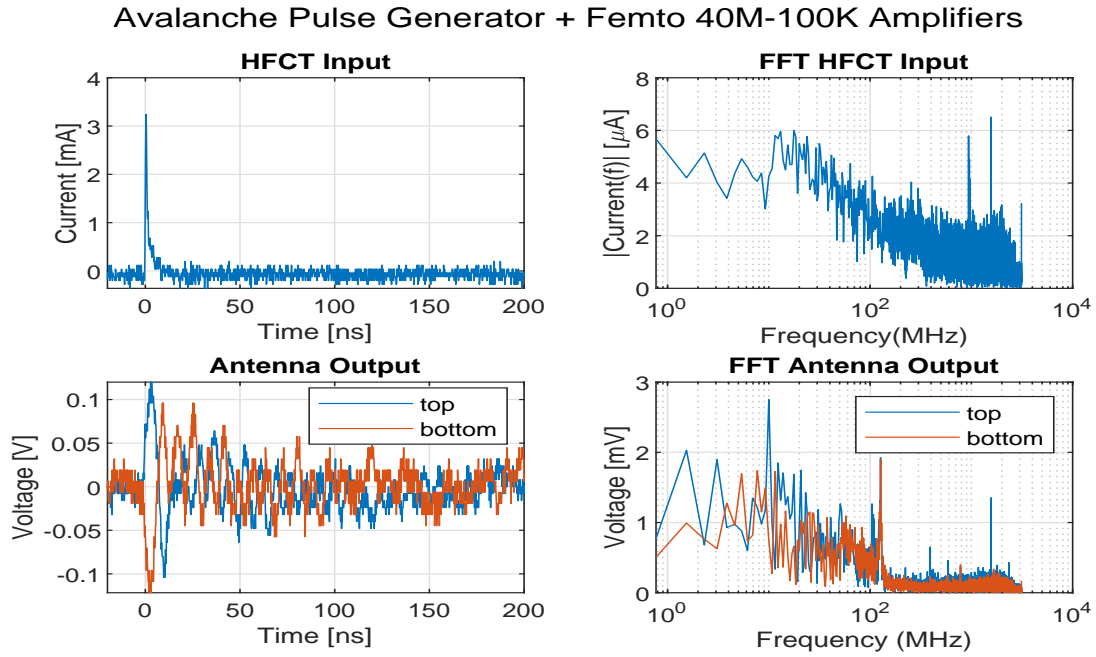 Avalanche Pulse Generator + Femto 40M-100K Amplifiers
HFCT Input
4
3
2
1
0
Current [mA]
0 50 100 150 200
Time [ns]
FFT HFCT Input
8
6
4
2
0
|Current(f)| [μA]
10^0 10^2 10^4
Frequency(MHz)
Antenna Output
0.1
0.05
0
-0.05
-0.1
Voltage [V]
top
bottom
0 50 100 150 200
Time [ns]
FFT Antenna Output
3
2
1
0
Voltage [mV]
top
bottom
10^0 10^2 10^4
Frequency (MHz)